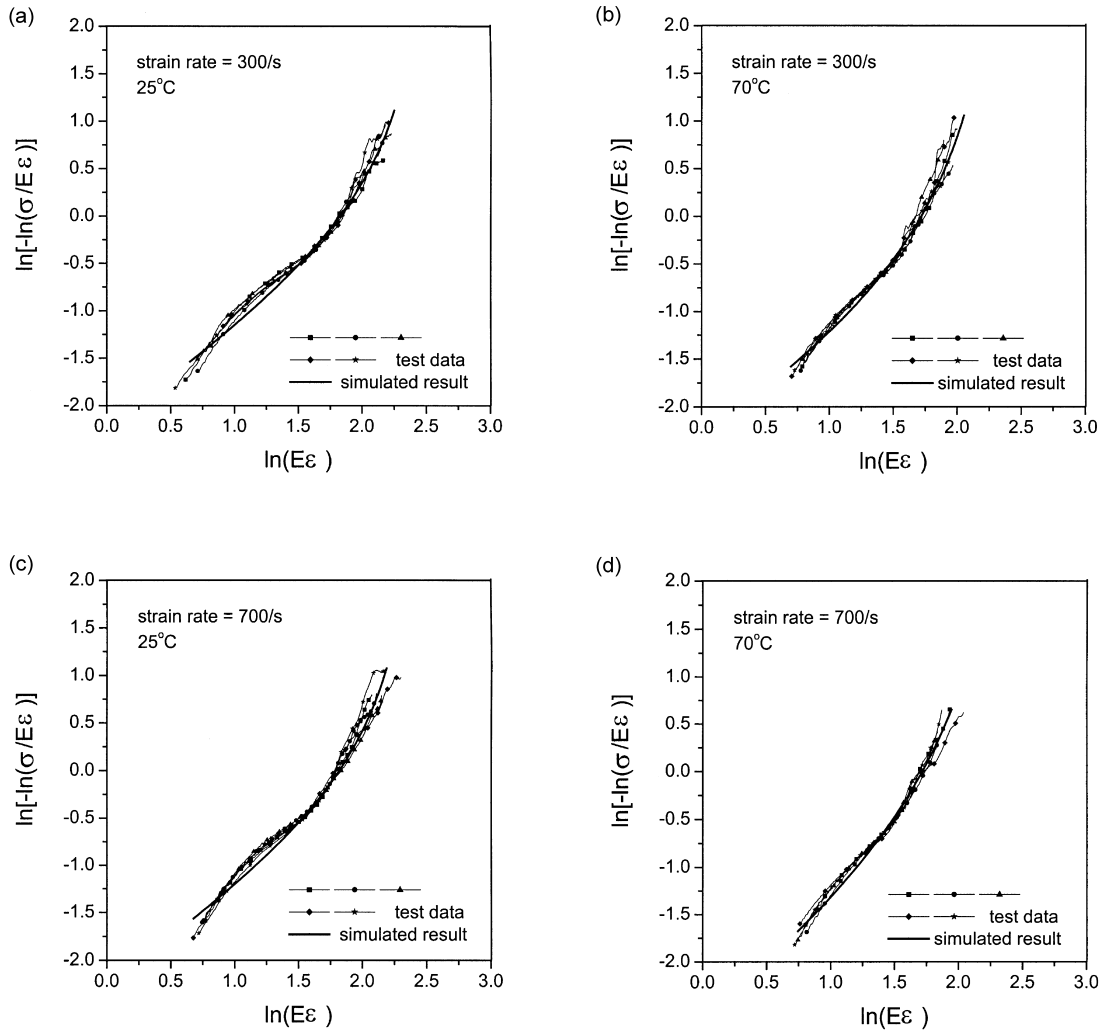 (a)
2.0
1.5
1.0
0.5
0.0
-0.5
-1.0
-1.5
-2.0
ln[-ln(σ/Eε)]
strain rate = 300/s
25°C
test data
simulated result
0.0 0.5 1.0 1.5 2.0 2.5 3.0
ln(Eε )
(b)
2.0
1.5
1.0
0.5
0.0
-0.5
-1.0
-1.5
-2.0
ln[-ln(σ/Eε)]
strain rate = 300/s
70°C
test data
simulated result
0.0 0.5 1.0 1.5 2.0 2.5 3.0
ln(Eε )
(c)
2.0
1.5
1.0
0.5
0.0
-0.5
-1.0
-1.5
-2.0
ln[-ln(σ/Eε)]
strain rate = 700/s
25°C
test data
simulated result
0.0 0.5 1.0 1.5 2.0 2.5 3.0
ln(Eε )
(d)
2.0
1.5
1.0
0.5
0.0
-0.5
-1.0
-1.5
-2.0
ln[-ln(σ/Eε)]
strain rate = 700/s
70°C
test data
simulated result
0.0 0.5 1.0 1.5 2.0 2.5 3.0
ln(Eε )